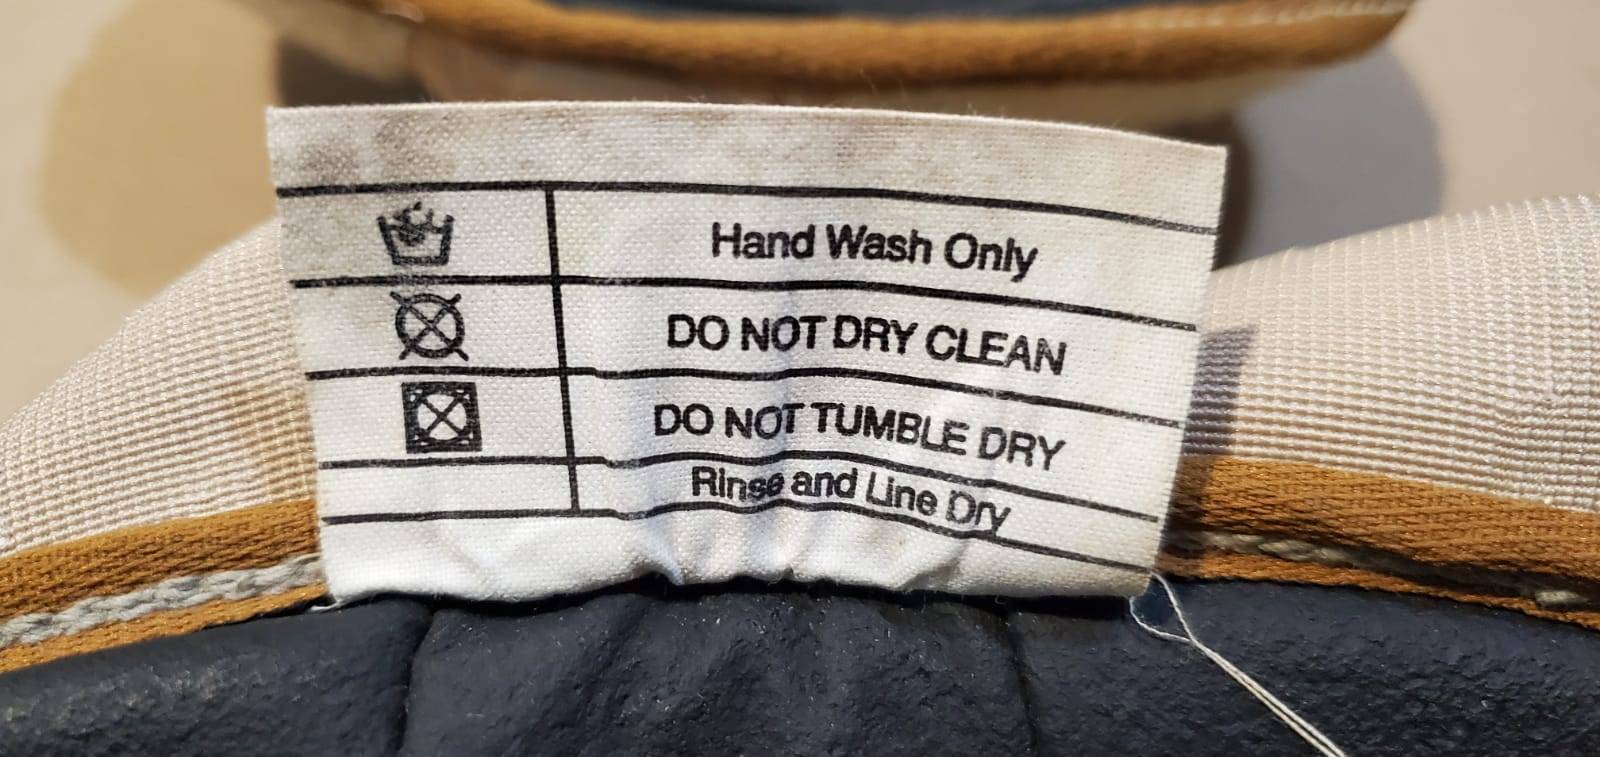 Hand Wash Only
DO NOT DRY CLEAN
DO NOT TUMBLE DRY
Rinse and Line Dry